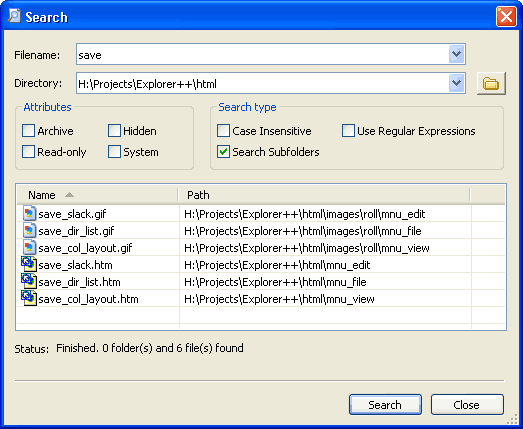 Search
Filename: save
Directory: H:\Projects\Explorer++\html
Attributes Search type
Archive Hidden Case Insensitive Use Regular Expressions
Read-only System Search Subfolders
Name Path
save_slack.gif H:\Projects\Explorer++\html\images\roll\mnu_edit
save_dir_list.gif H:\Projects\Explorer++\html\images\roll\mnu_file
save_col_layout.gif H:\Projects\Explorer++\html\images\roll\mnu_view
save_slack.htm H:\Projects\Explorer++\html\mnu_edit
save_dir_list.htm H:\Projects\Explorer++\html\mnu_file
save_col_layout.htm H:\Projects\Explorer++\html\mnu_view
Status: Finished. 0 folder(s) and 6 file(s) found
Search Close